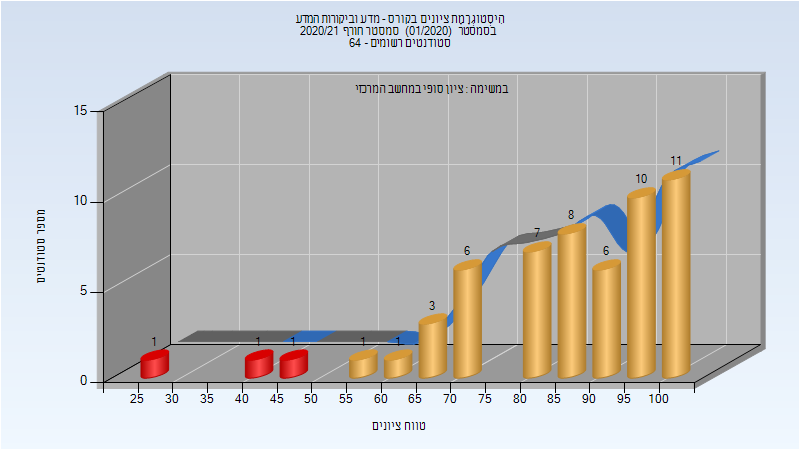 היסטוגרמת ציונים בקורס - מדע וביקורות המדע
בסמסטר (01/2020) סמסטר חורף 2020/21
סטודנטים רשומים - 64
במשימה : ציון סופי במחשב המרכזי
15
10
5
0
מספר סטודנטים
1
1
1
1
1
3
6
7
8
6
10
11
25 30 35 40 45 50 55 60 65 70 75 80 85 90 95 100
טווח ציונים